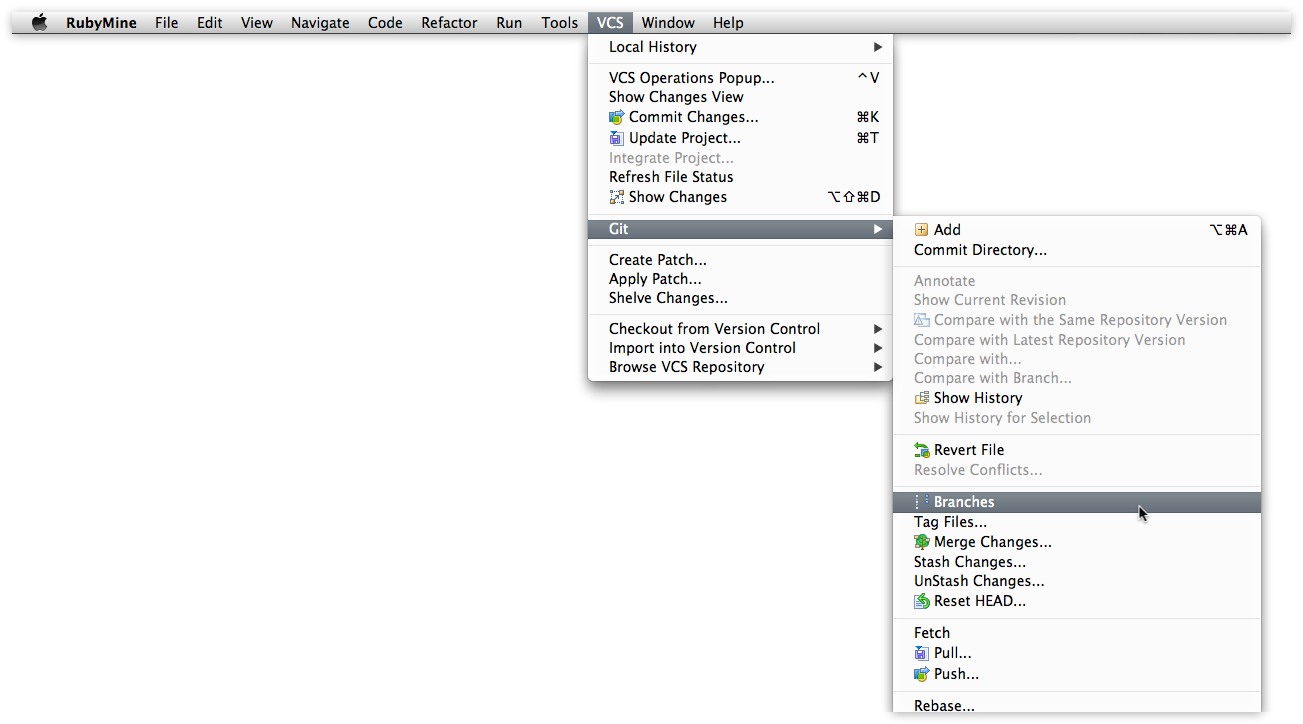 RubyMine File Edit View Navigate Code Refactor Run Tools VCS Window Help
Local History
VCS Operations Popup... ^V
Show Changes View
Commit Changes... ⌘K
Update Project... ⌘T
Integrate Project...
Refresh File Status
Show Changes ⌥⇧⌘D
Git
Create Patch...
Apply Patch...
Shelve Changes...
Checkout from Version Control
Import into Version Control
Browse VCS Repository
Add ⌥⌘A
Commit Directory...
Annotate
Show Current Revision
Compare with the Same Repository Version
Compare with Latest Repository Version
Compare with...
Compare with Branch...
Show History
Show History for Selection
Revert File
Resolve Conflicts...
Branches
Tag Files...
Merge Changes...
Stash Changes...
UnStash Changes...
Reset HEAD...
Fetch
Pull...
Push...
Rebase...